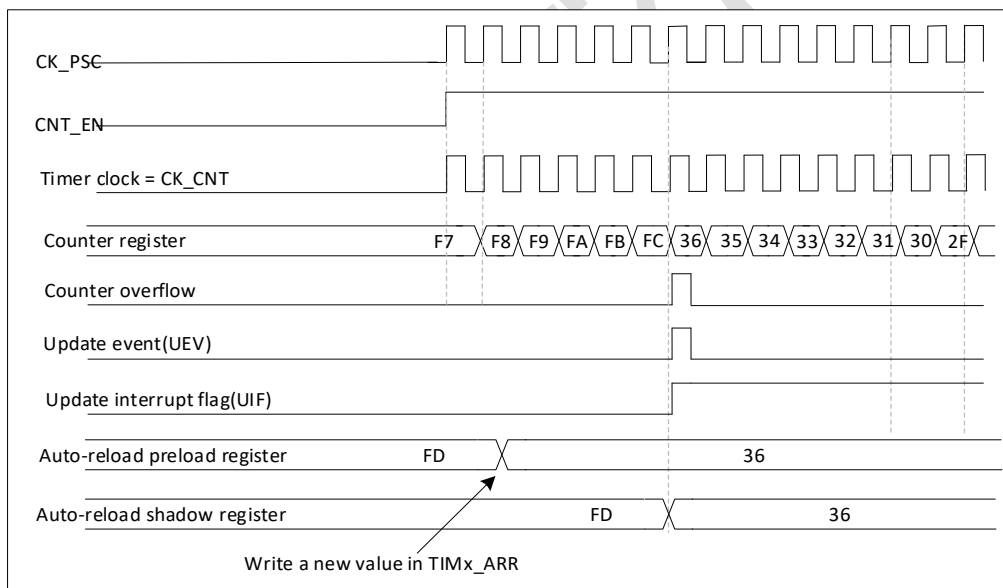 CK_PSC
CNT_EN
Timer clock = CK_CNT
Counter register F7 F8 F9 FA FB FC 36 35 34 33 32 31 30 2F
Counter overflow
Update event(UEV)
Update interrupt flag(UIF)
Auto-reload preload register FD 36
Auto-reload shadow register FD 36
Write a new value in TIMx_ARR